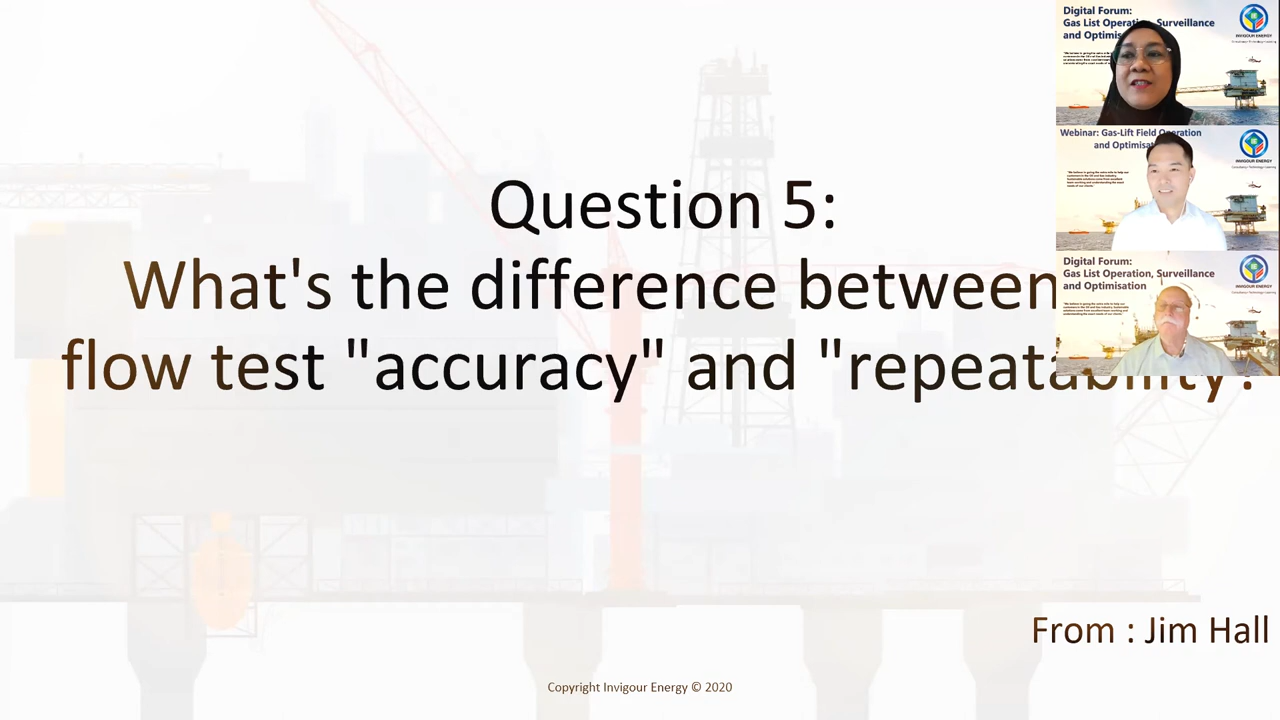 Question 5:
What's the difference between
flow test "accuracy" and "repeatability?
From : Jim Hall
Copyright Invigour Energy © 2020
Digital Forum:
Gas List Operation, Surveillance
and Optimis
INVIGOUR ENERGY
Webinar: Gas-Lift Field Operation
and Optimisat
INVIGOUR ENERGY
Digital Forum:
Gas List Operation, Surveillance
and Optimisation
INVIGOUR ENERGY